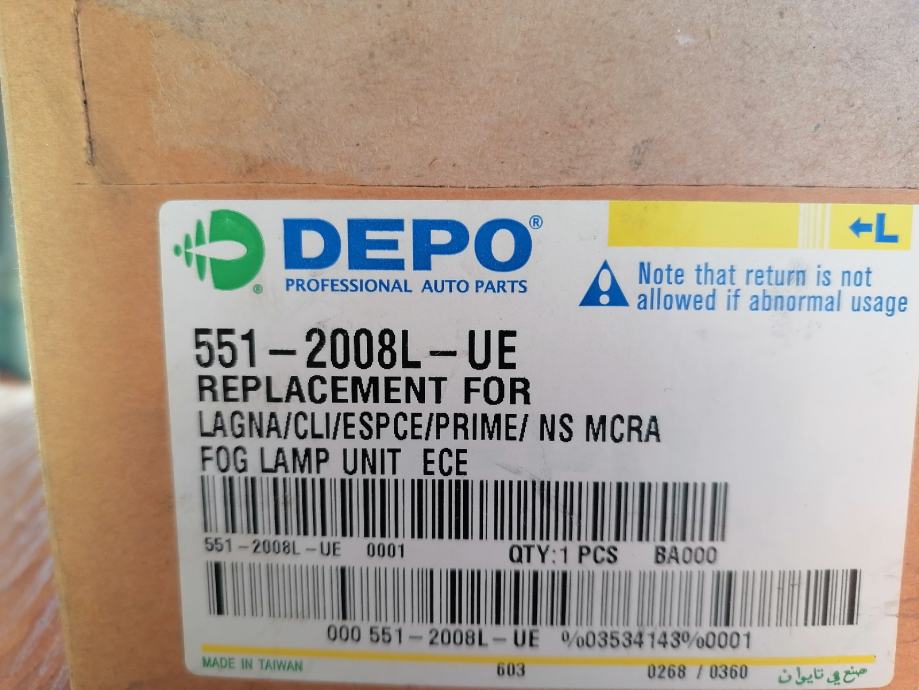 DEPO®
PROFESSIONAL AUTO PARTS
®
←L
Note that return is not
allowed if abnormal usage
551-2008L-UE
REPLACEMENT FOR
LAGNA/CLI/ESPCE/PRIME/ NS MCRA
FOG LAMP UNIT ECE
551-2008L-UE 0001 QTY:1 PCS BA000
000 551-2008L-UE %03534143%0001
MADE IN TAIWAN 603 0268 / 0360 صنع في تايوان